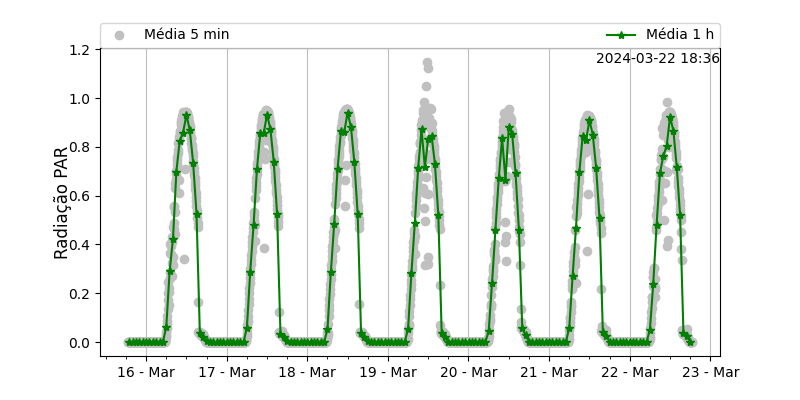 Média 5 min
Média 1 h
2024-03-22 18:36
Radiação PAR
1.2
1.0
0.8
0.6
0.4
0.2
0.0
16 - Mar
17 - Mar
18 - Mar
19 - Mar
20 - Mar
21 - Mar
22 - Mar
23 - Mar